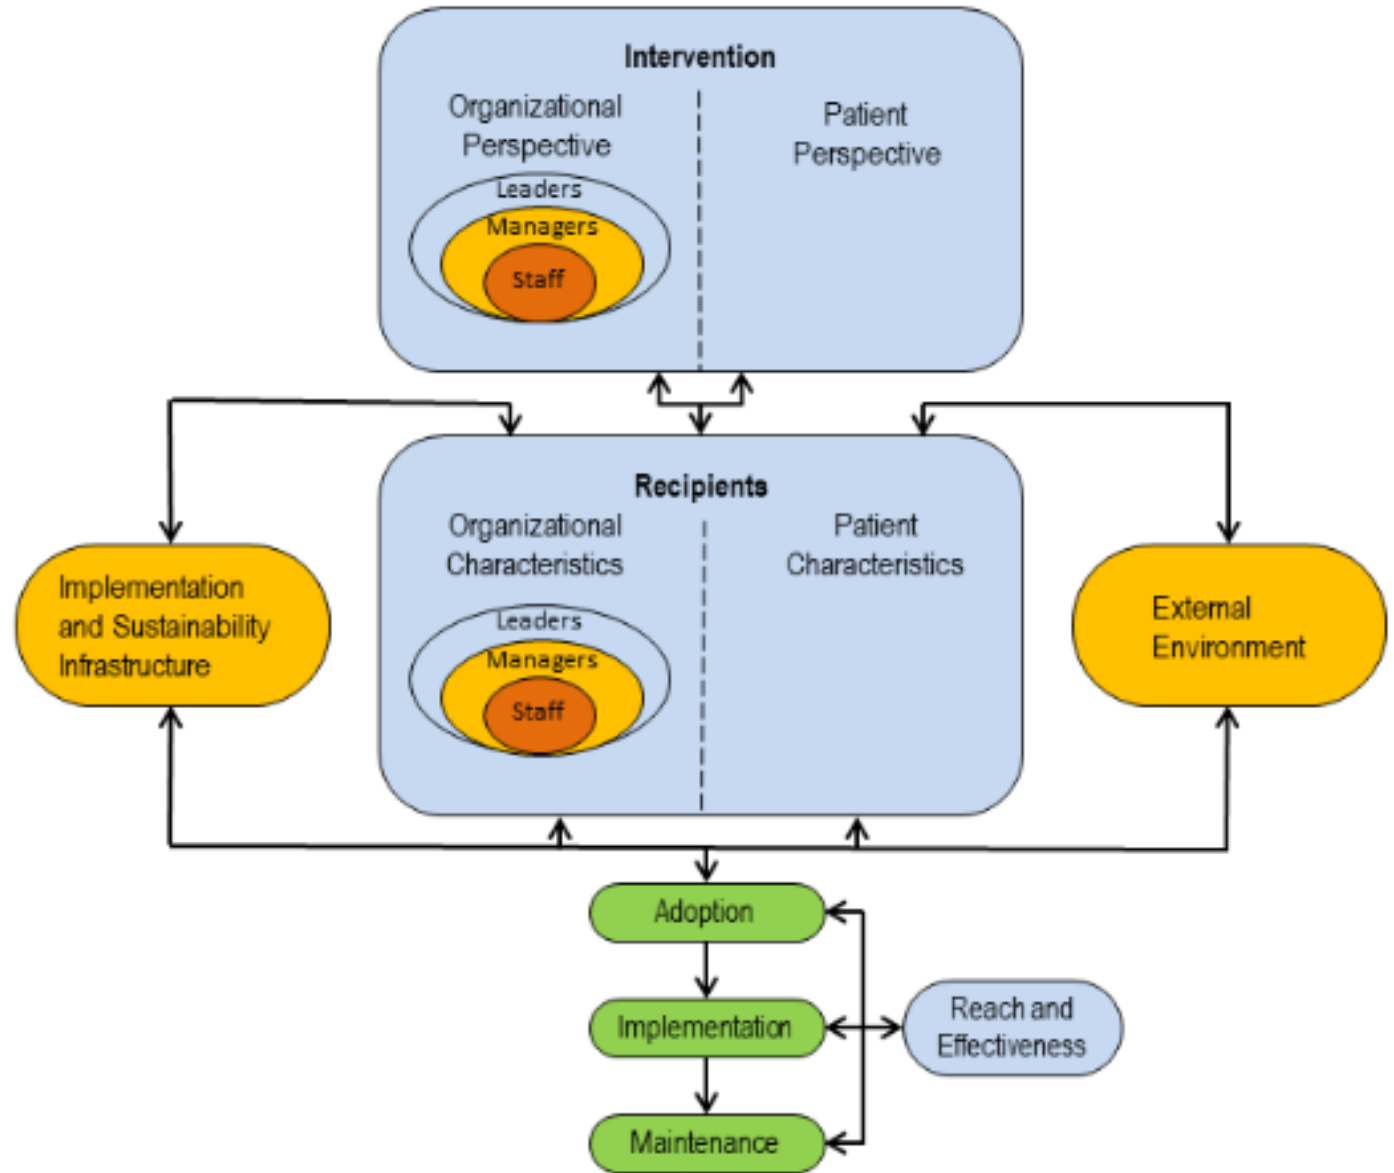 Intervention
Organizational
Perspective
Patient
Perspective
Leaders
Managers
Staff
Recipients
Organizational
Characteristics
Patient
Characteristics
Leaders
Managers
Staff
Implementation
and Sustainability
Infrastructure
External
Environment
Adoption
Implementation
Reach and
Effectiveness
Maintenance